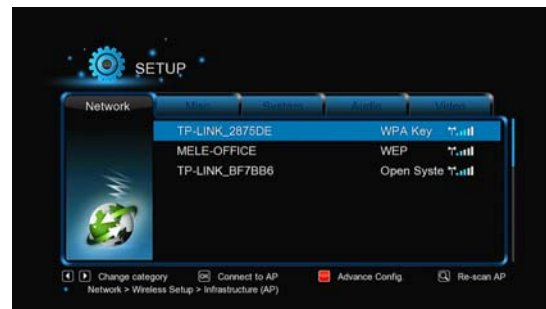 SETUP
Network Misc System Audio Video
TP-LINK_2875DE WPA Key
MELE-OFFICE WEP
TP-LINK_BF7BB6 Open Syste
Change category OK Connect to AP Advance Config. Re-scan AP
Network > Wireless Setup > Infrastructure (AP)